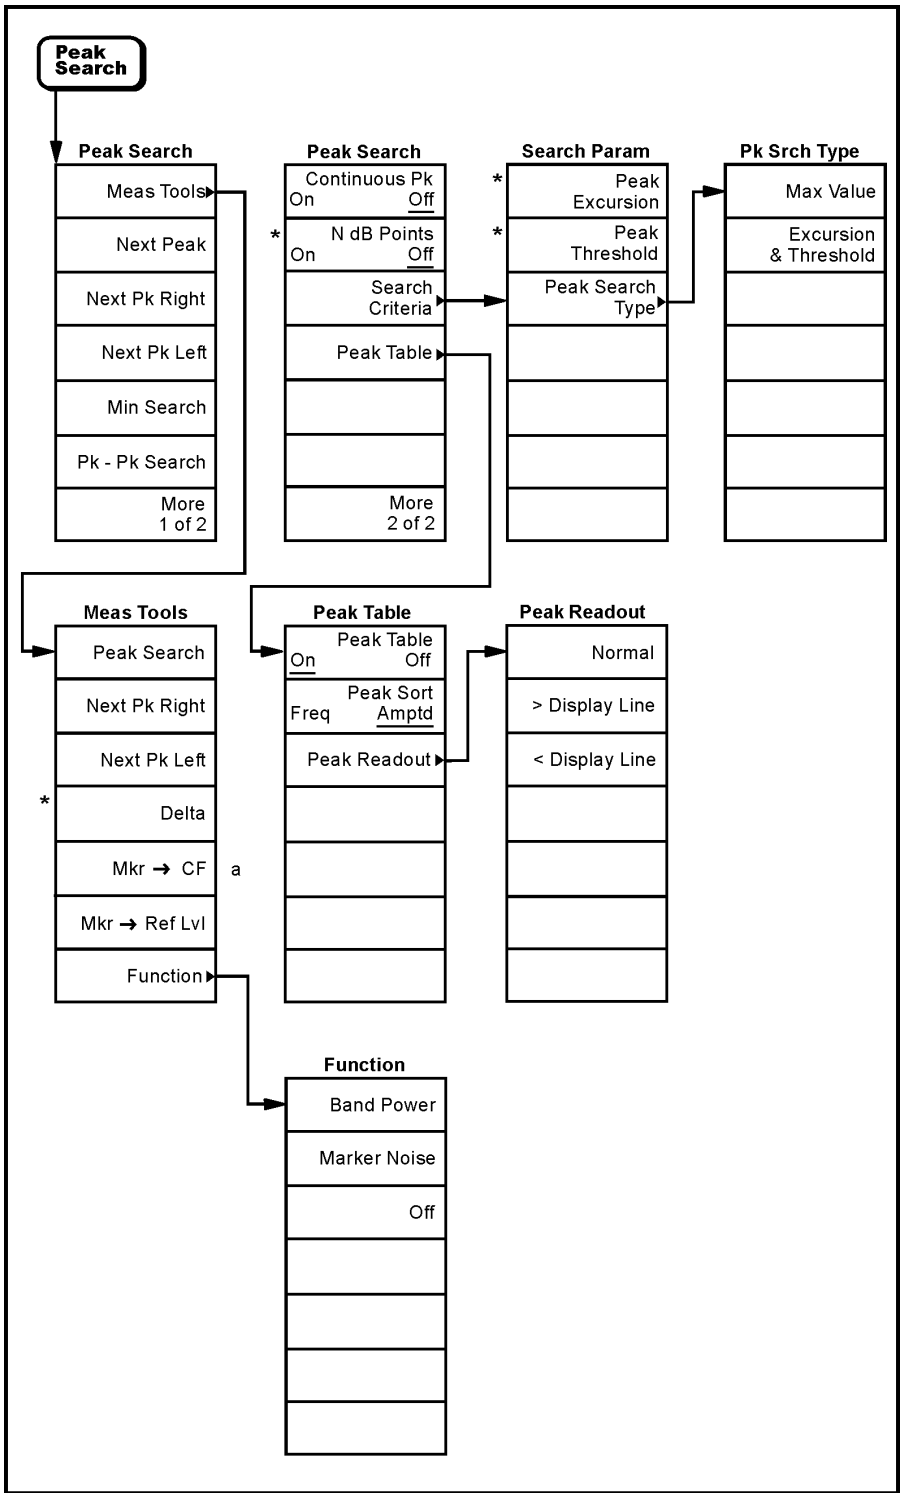 Peak
Search
Peak Search
Meas Tools
Next Peak
Next Pk Right
Next Pk Left
Min Search
Pk - Pk Search
More
1 of 2
Peak Search
Continuous Pk
On Off
* N dB Points
On Off
Search
Criteria
Peak Table
More
2 of 2
Search Param
* Peak
Excursion
* Peak
Threshold
Peak Search
Type
Pk Srch Type
Max Value
Excursion
& Threshold
Meas Tools
Peak Search
Next Pk Right
Next Pk Left
* Delta
Mkr → CF a
Mkr → Ref Lvl
Function
Peak Table
Peak Table
On Off
Peak Sort
Freq Amptd
Peak Readout
Peak Readout
Normal
> Display Line
< Display Line
Function
Band Power
Marker Noise
Off